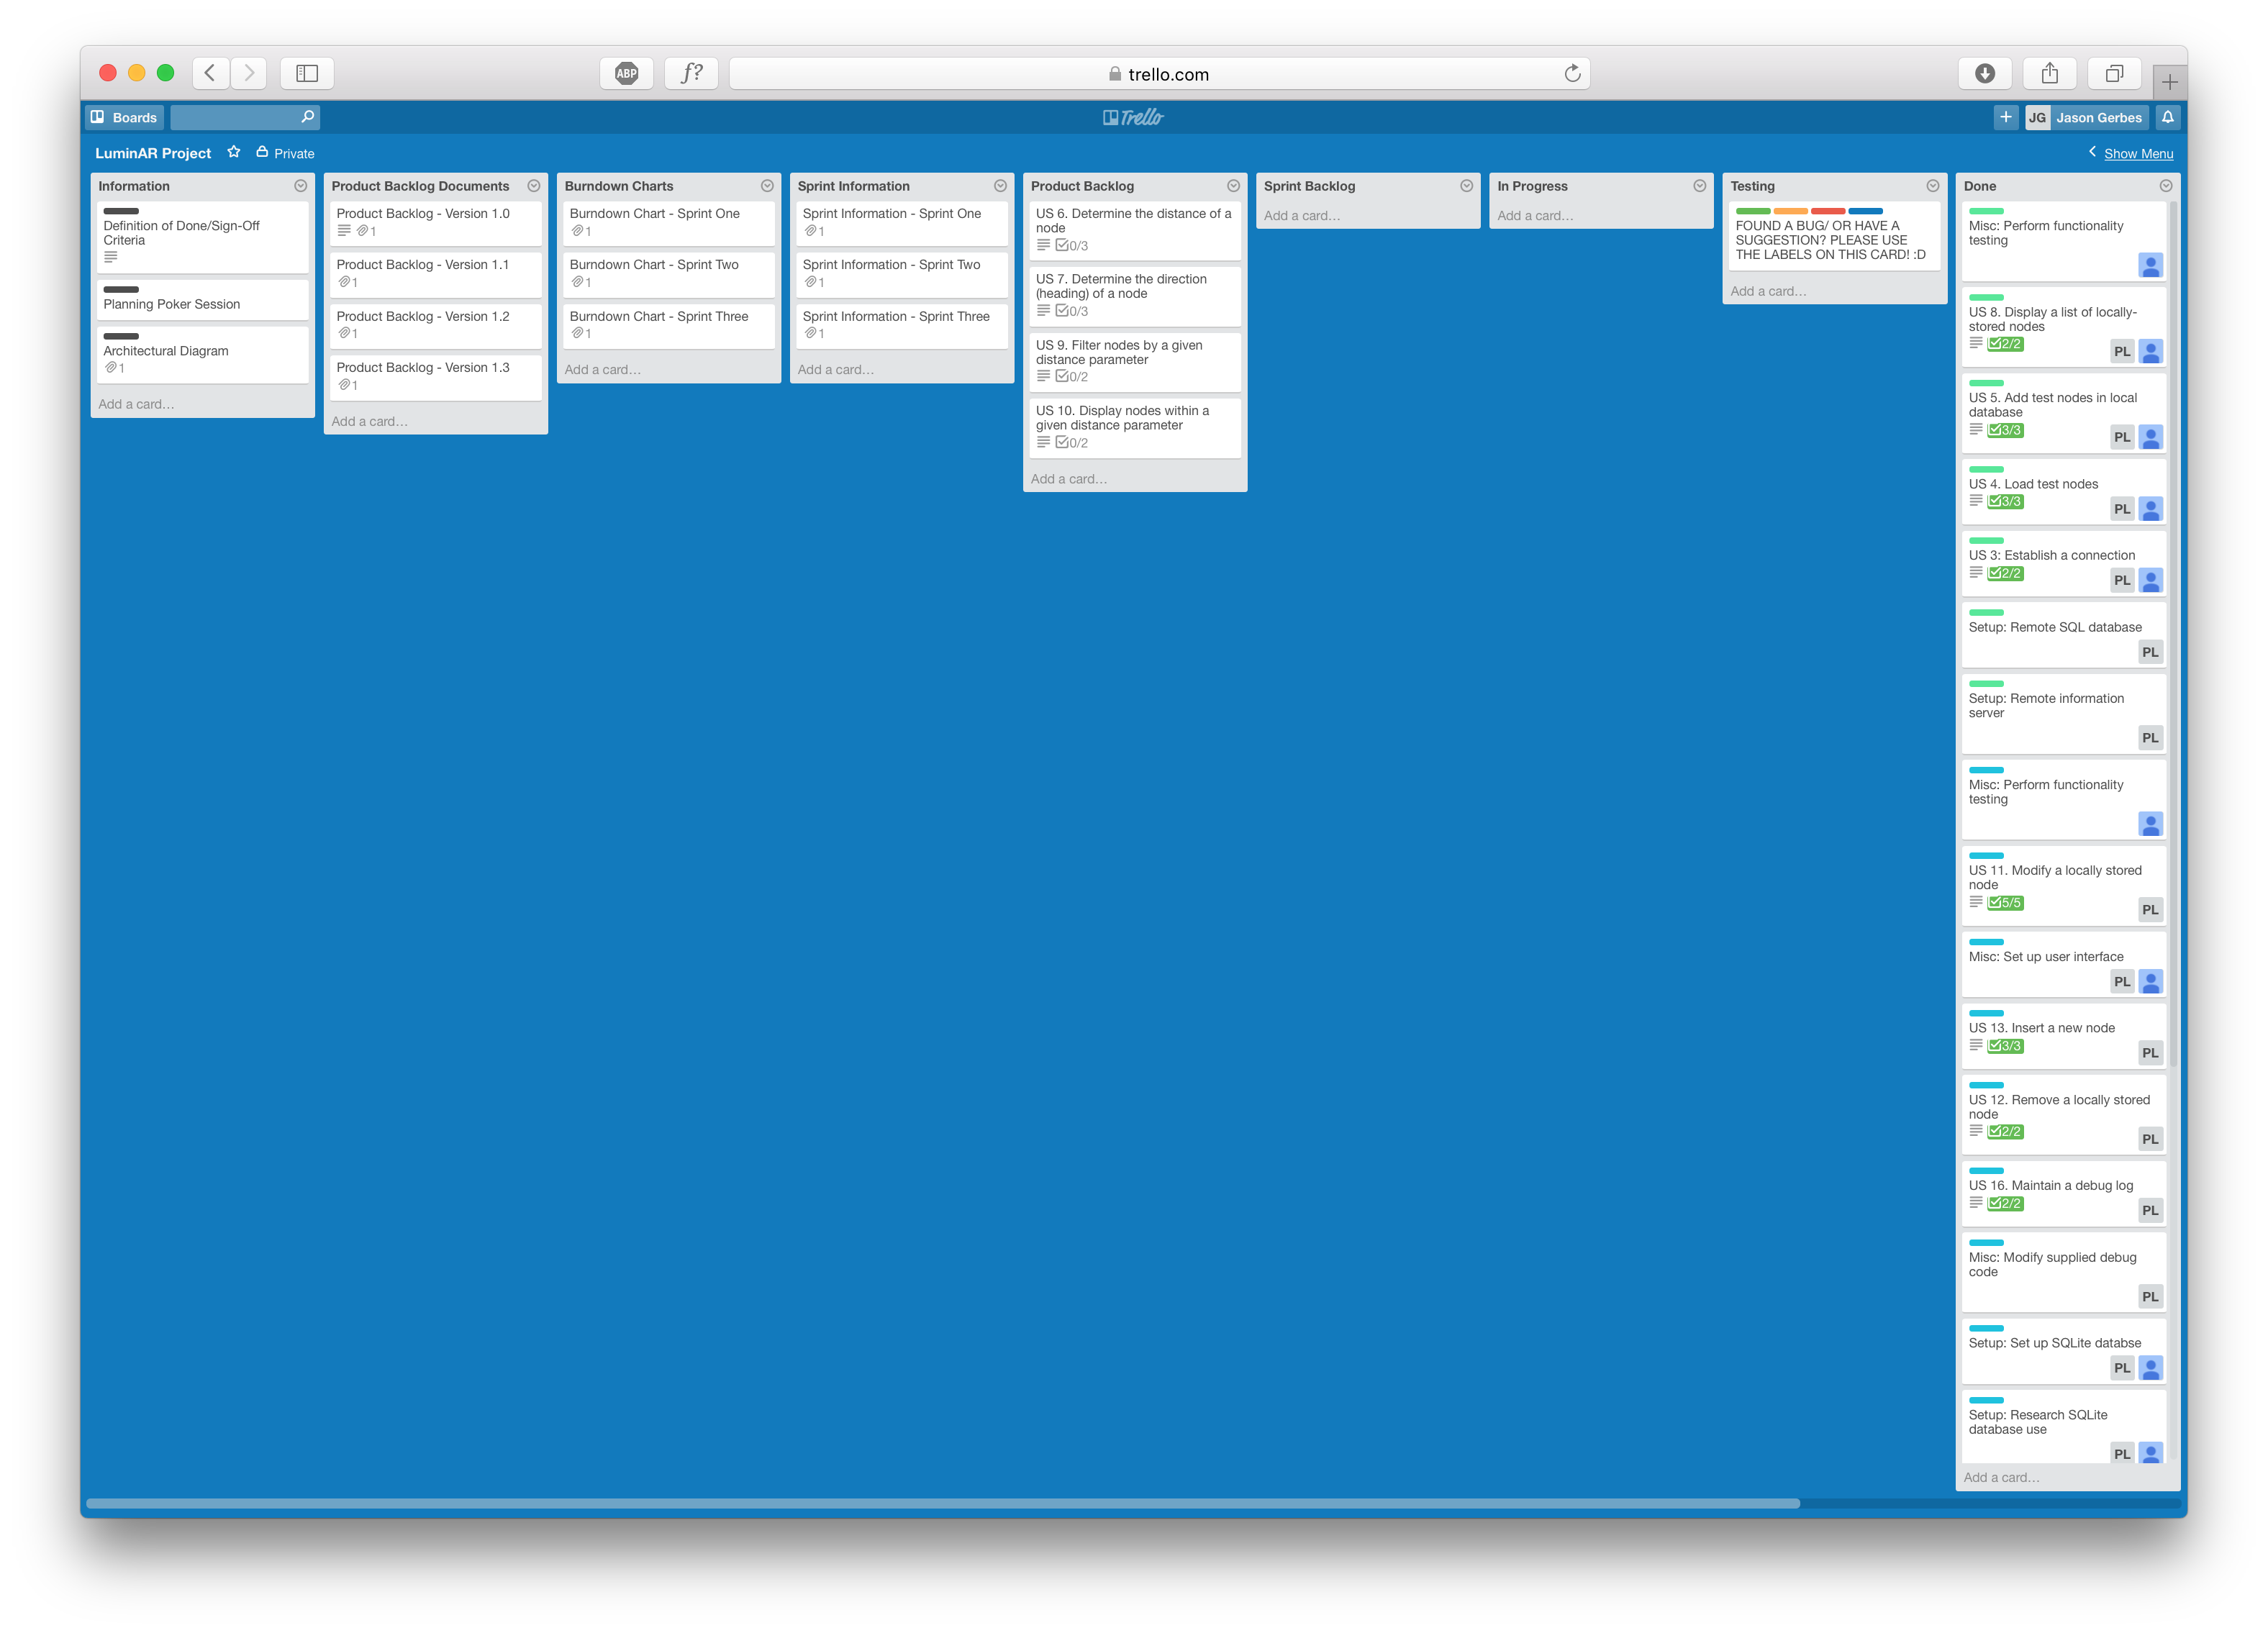 ABP
f?
trello.com
Boards
Trello
JG Jason Gerbes
LuminAR Project
Private
Show Menu
Information
Definition of Done/Sign-Off
Criteria
Planning Poker Session
Architectural Diagram
1
Add a card…
Product Backlog Documents
Product Backlog - Version 1.0
1
Product Backlog - Version 1.1
1
Product Backlog - Version 1.2
1
Product Backlog - Version 1.3
1
Add a card…
Burndown Charts
Burndown Chart - Sprint One
1
Burndown Chart - Sprint Two
1
Burndown Chart - Sprint Three
1
Add a card…
Sprint Information
Sprint Information - Sprint One
1
Sprint Information - Sprint Two
1
Sprint Information - Sprint Three
1
Add a card…
Product Backlog
US 6. Determine the distance of a
node
0/3
US 7. Determine the direction
(heading) of a node
0/3
US 9. Filter nodes by a given
distance parameter
0/2
US 10. Display nodes within a
given distance parameter
0/2
Add a card…
Sprint Backlog
Add a card…
In Progress
Add a card…
Testing
FOUND A BUG/ OR HAVE A
SUGGESTION? PLEASE USE
THE LABELS ON THIS CARD! :D
Add a card…
Done
Misc: Perform functionality
testing
US 8. Display a list of locally-
stored nodes
2/2
PL
US 5. Add test nodes in local
database
3/3
PL
US 4. Load test nodes
3/3
PL
US 3: Establish a connection
2/2
PL
Setup: Remote SQL database
PL
Setup: Remote information
server
PL
Misc: Perform functionality
testing
US 11. Modify a locally stored
node
5/5
PL
Misc: Set up user interface
PL
US 13. Insert a new node
3/3
PL
US 12. Remove a locally stored
node
2/2
PL
US 16. Maintain a debug log
2/2
PL
Misc: Modify supplied debug
code
PL
Setup: Set up SQLite databse
PL
Setup: Research SQLite
database use
PL
Add a card…